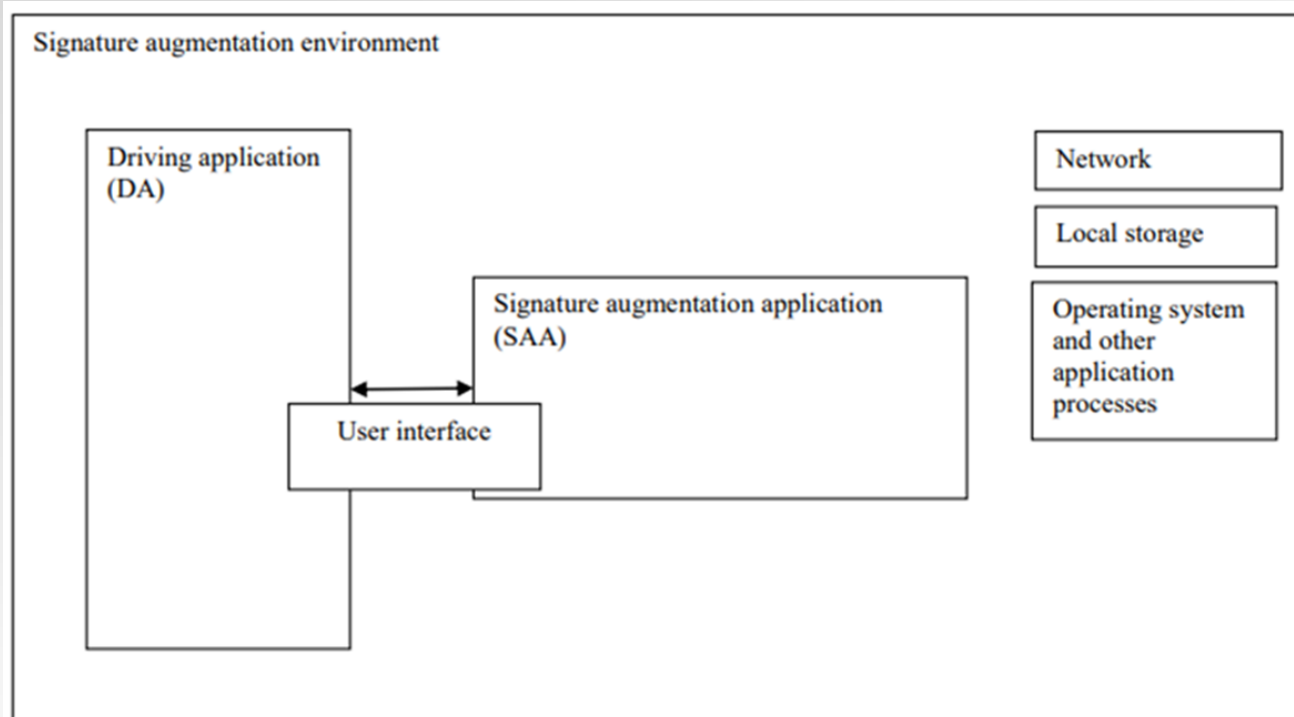 Signature augmentation environment
Driving application
(DA)
Network
Local storage
Signature augmentation application
(SAA)
Operating system
and other
application
processes
User interface